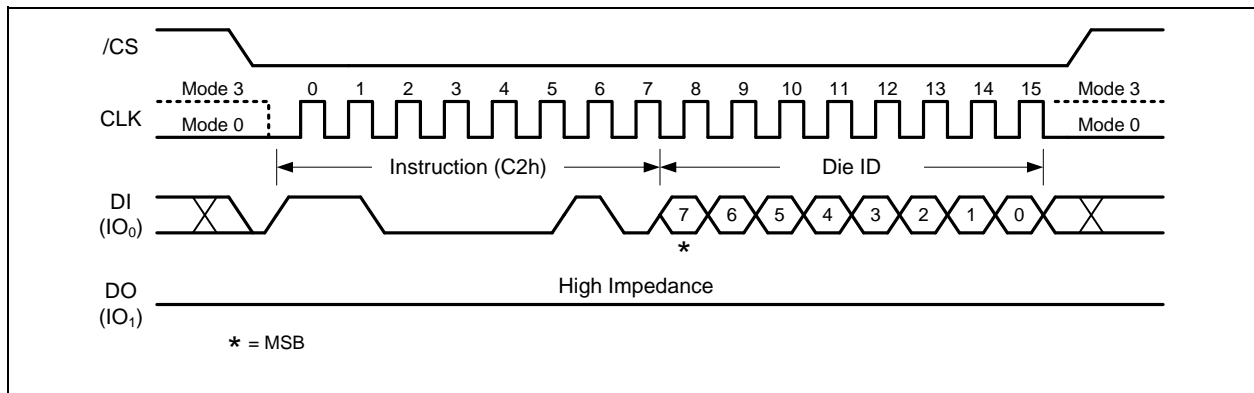 /CS
Mode 3 0 1 2 3 4 5 6 7 8 9 10 11 12 13 14 15 Mode 3
CLK
Mode 0 Mode 0
Instruction (C2h) Die ID
DI
(IO₀)
7 6 5 4 3 2 1 0
*
High Impedance
DO
(IO₁)
* = MSB